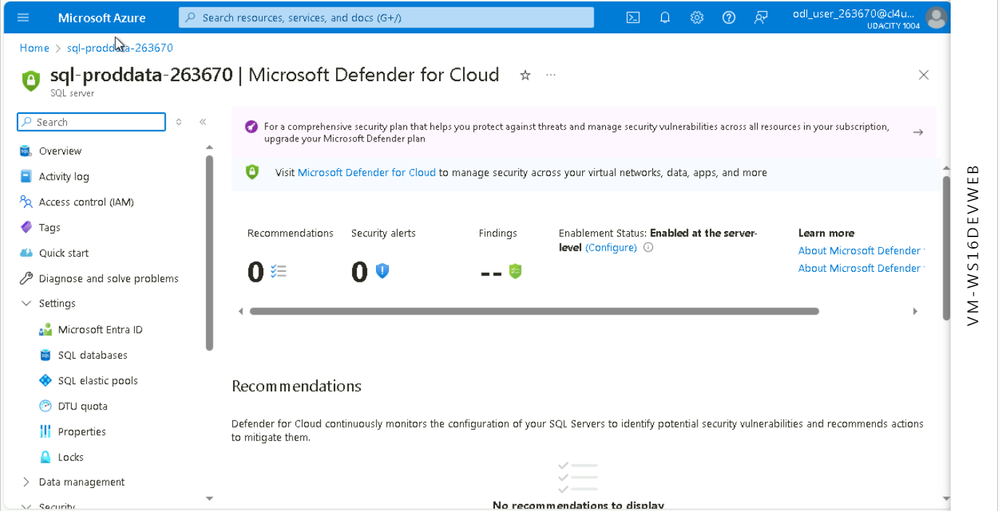 Microsoft Azure
Search resources, services, and docs (G+/)
odl_user_263670@cl4u...
UDACITY 1004
Home > sql-proddata-263670
sql-proddata-263670 | Microsoft Defender for Cloud
SQL server
Search
For a comprehensive security plan that helps you protect against threats and manage security vulnerabilities across all resources in your subscription,
upgrade your Microsoft Defender plan
Visit Microsoft Defender for Cloud to manage security across your virtual networks, data, apps, and more
Overview
Activity log
Access control (IAM)
Tags
Quick start
Diagnose and solve problems
Settings
Microsoft Entra ID
SQL databases
SQL elastic pools
DTU quota
Properties
Locks
Data management
Security
Recommendations
0
Security alerts
0
Findings
--
Enablement Status: Enabled at the server-
level (Configure)
Learn more
About Microsoft Defender
About Microsoft Defender
Recommendations
Defender for Cloud continuously monitors the configuration of your SQL Servers to identify potential security vulnerabilities and recommends actions
to mitigate them.
No recommendations to display
VM-WS16DEVWEB